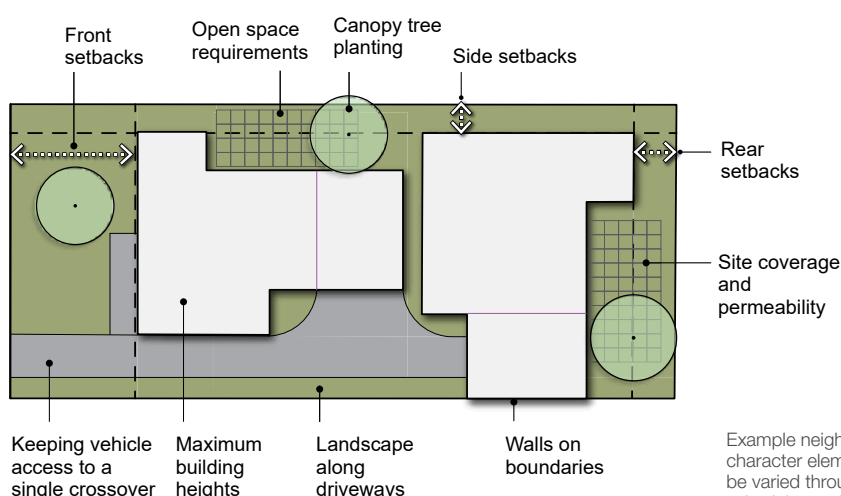 Front
setbacks
Open space
requirements
Canopy tree
planting
Side setbacks
Rear
setbacks
Site coverage
and
permeability
Keeping vehicle
access to a
single crossover
Maximum
building
heights
Landscape
along
driveways
Walls on
boundaries
Example neigh
character elem
be varied throu